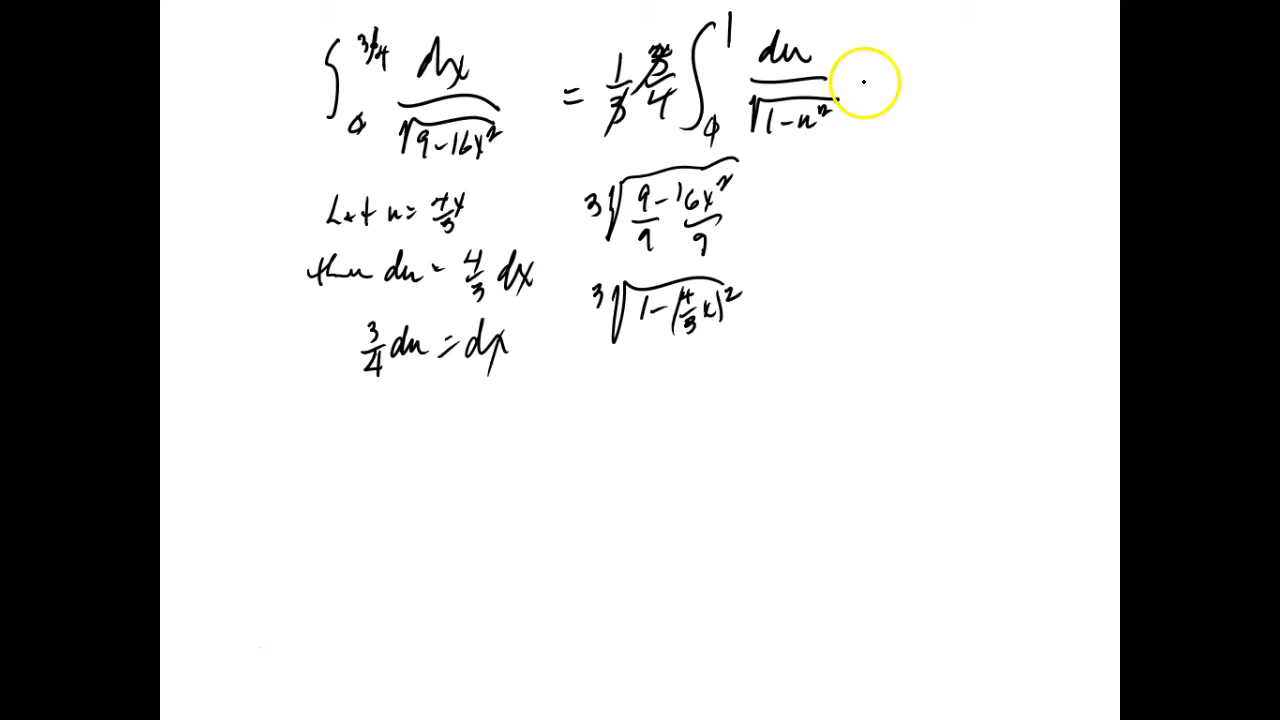 ∫₀^{3/4} dx/√(9-16x²) = 1/3 · 3/4 ∫₀^1 du/√(1-u²)
Let u = 4/3 x
then du = 4/3 dx
3/4 du = dx
3√(9/9 - 16x²/9)
3√(1-(4/3 x)²)